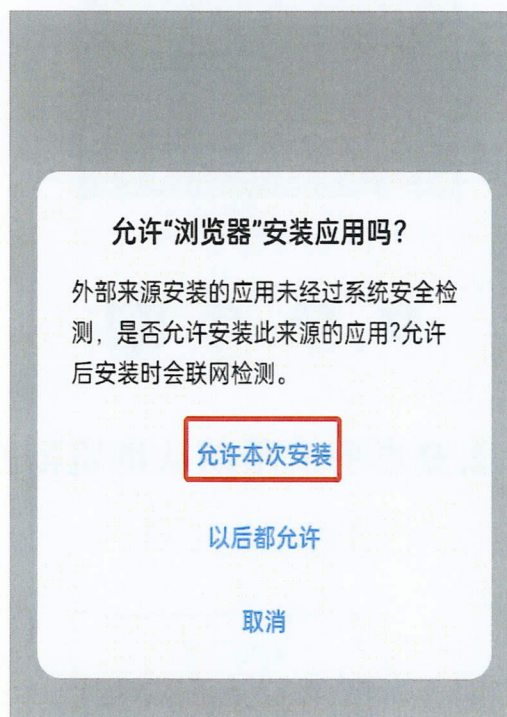 允许“浏览器”安装应用吗?
外部来源安装的应用未经过系统安全检
测，是否允许安装此来源的应用?允许
后安装时会联网检测。
允许本次安装
以后都允许
取消